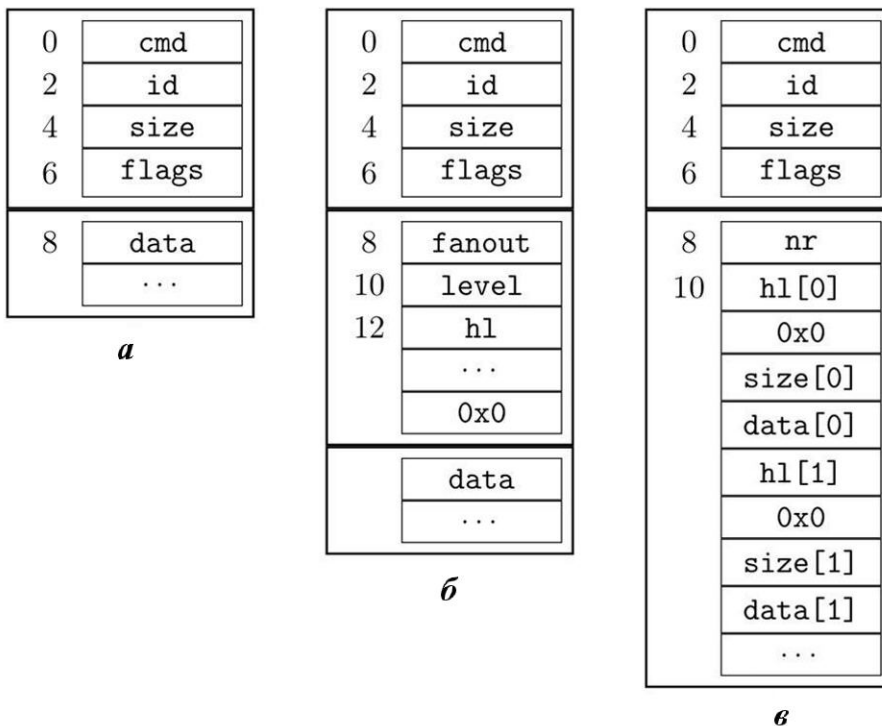 0 cmd
2 id
4 size
6 flags
8 data
...
а
0 cmd
2 id
4 size
6 flags
8 fanout
10 level
12 hl
...
0x0
data
...
б
0 cmd
2 id
4 size
6 flags
8 nr
10 hl[0]
0x0
size[0]
data[0]
hl[1]
0x0
size[1]
data[1]
...
в